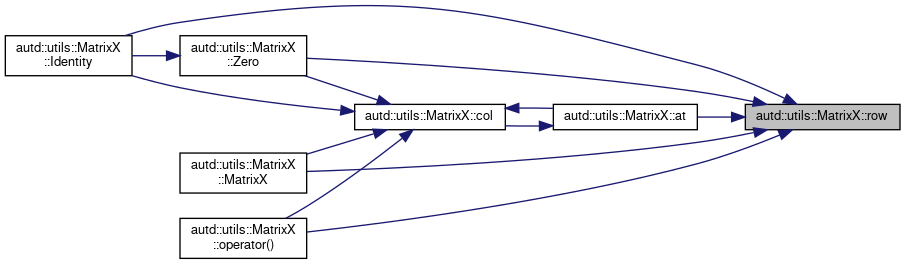 autd::utils::MatrixX
::Identity
autd::utils::MatrixX
::Zero
autd::utils::MatrixX::col
autd::utils::MatrixX::at
autd::utils::MatrixX::row
autd::utils::MatrixX
::MatrixX
autd::utils::MatrixX
::operator()